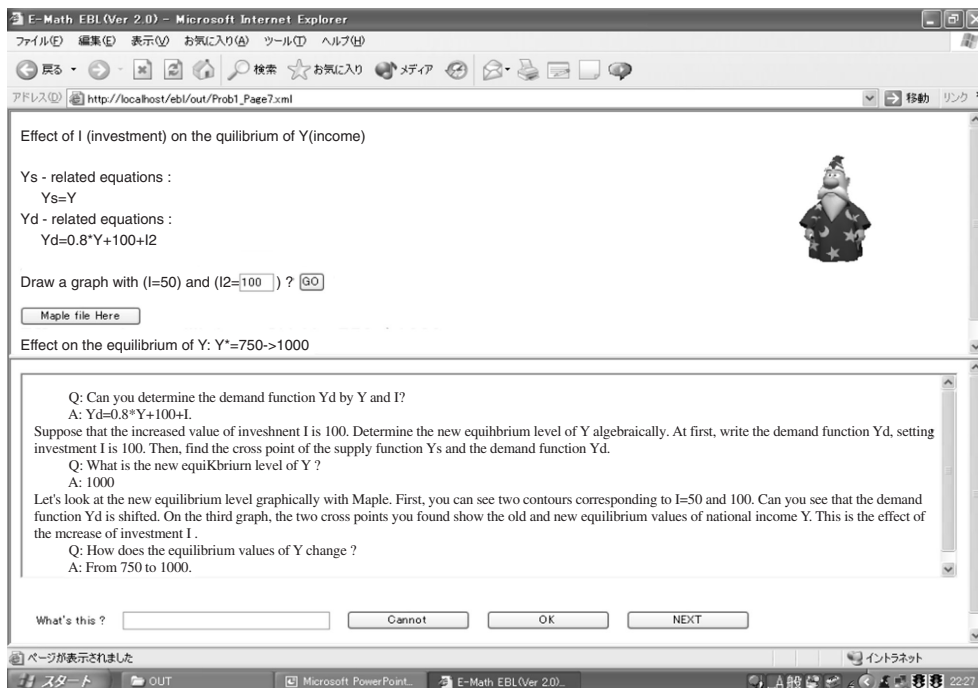 E-Math EBL(Ver 2.0) - Microsoft Internet Explorer
ファイル(F) 編集(E) 表示(V) お気に入り(A) ツール(T) ヘルプ(H)
戻る 検索 お気に入り メディア
アドレス(D) http://localhost/ebl/out/Prob1_Page7.xml 移動 リンク
Effect of I (investment) on the quilibrium of Y(income)
Ys - related equations :
Ys=Y
Yd - related equations :
Yd=0.8*Y+100+I2
Draw a graph with (I=50) and (I2= 100 ) ? GO
Maple file Here
Effect on the equilibrium of Y: Y*=750->1000
Q: Can you determine the demand function Yd by Y and I?
A: Yd=0.8*Y+100+I.
Suppose that the increased value of inveshnent I is 100. Determine the new equihbrium level of Y algebraically. At first, write the demand function Yd, setting
investment I is 100. Then, find the cross point of the supply function Ys and the demand function Yd.
Q: What is the new equiKbriurn level of Y ?
A: 1000
Let's look at the new equilibrium level graphically with Maple. First, you can see two contours corresponding to I=50 and 100. Can you see that the demand
function Yd is shifted. On the third graph, the two cross points you found show the old and new equilibrium values of national income Y. This is the effect of
the mcrease of investment I .
Q: How does the equilibrium values of Y change ?
A: From 750 to 1000.
What's this ? Cannot OK NEXT
ページが表示されました イントラネット
スタート OUT Microsoft PowerPoint... E-Math EBL(Ver 2.0)... A 般 22:27